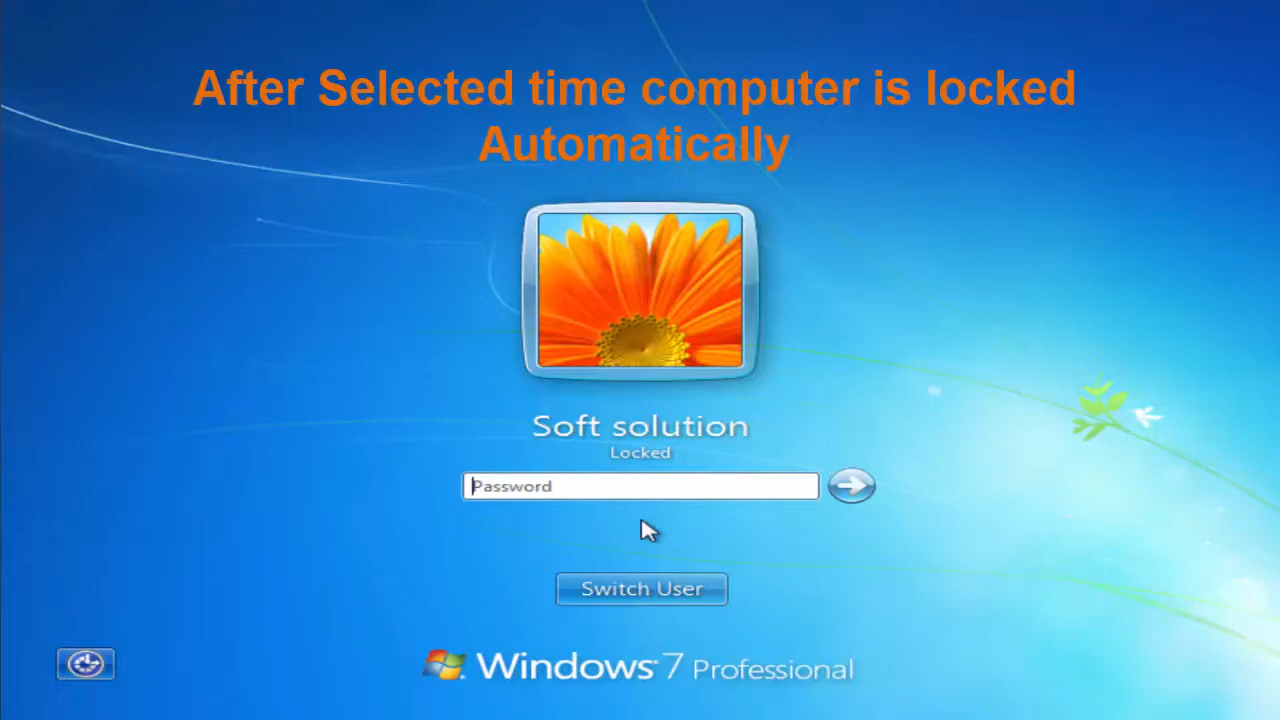 After Selected time computer is locked
Automatically
Soft solution
Locked
Password
Switch User
Windows 7 Professional